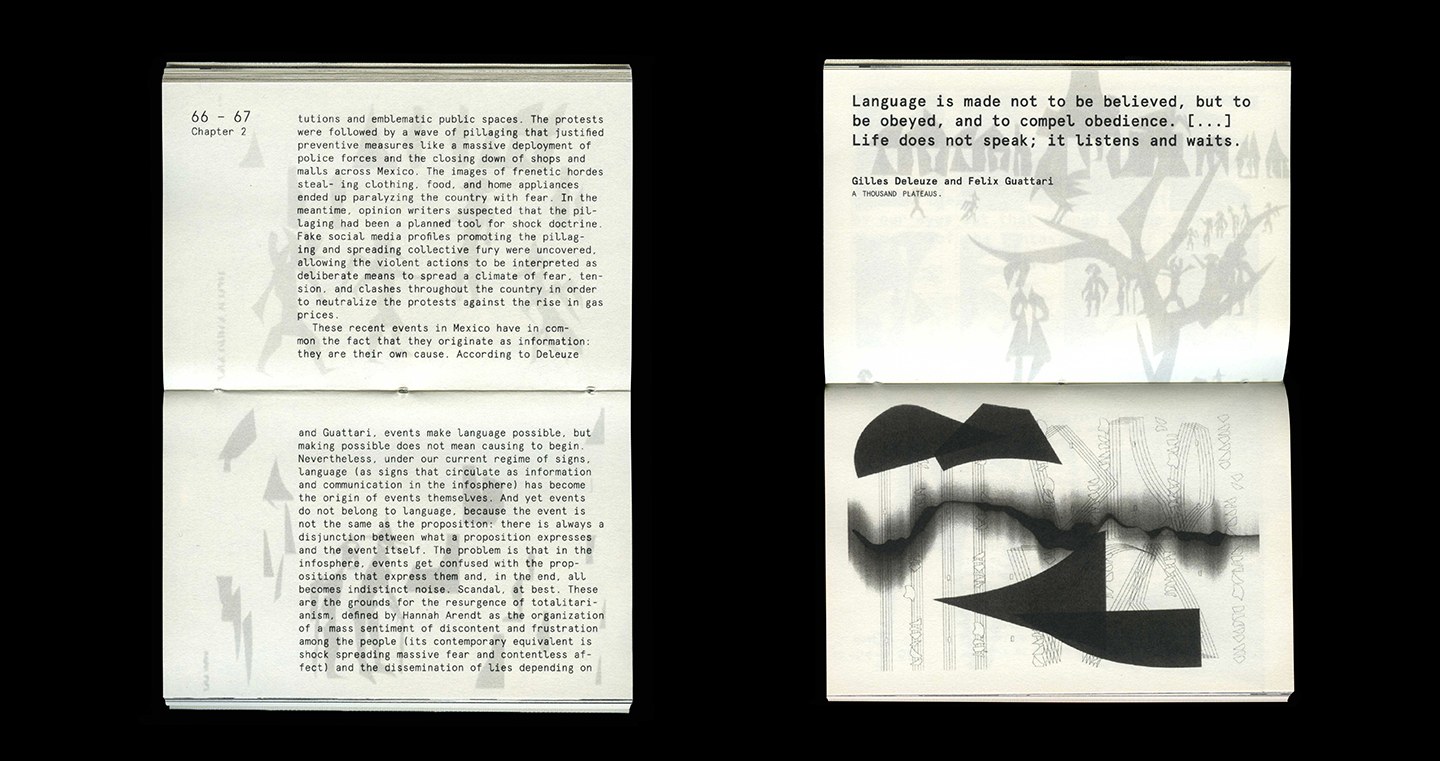 66 – 67
Chapter 2
tutions and emblematic public spaces. The protests
were followed by a wave of pillaging that justified
preventive measures like a massive deployment of
police forces and the closing down of shops and
malls across Mexico. The images of frenetic hordes
steal- ing clothing, food, and home appliances
ended up paralyzing the country with fear. In the
meantime, opinion writers suspected that the pil-
laging had been a planned tool for shock doctrine.
Fake social media profiles promoting the pillag-
ing and spreading collective fury were uncovered,
allowing the violent actions to be interpreted as
deliberate means to spread a climate of fear, ten-
sion, and clashes throughout the country in order
to neutralize the protests against the rise in gas
prices.
These recent events in Mexico have in com-
mon the fact that they originate as information:
they are their own cause. According to Deleuze
and Guattari, events make language possible, but
making possible does not mean causing to begin.
Nevertheless, under our current regime of signs,
language (as signs that circulate as information
and communication in the infosphere) has become
the origin of events themselves. And yet events
do not belong to language, because the event is
not the same as the proposition: there is always a
disjunction between what a proposition expresses
and the event itself. The problem is that in the
infosphere, events get confused with the prop-
ositions that express them and, in the end, all
becomes indistinct noise. Scandal, at best. These
are the grounds for the resurgence of totalitari-
anism, defined by Hannah Arendt as the organization
of a mass sentiment of discontent and frustration
among the people (its contemporary equivalent is
shock spreading massive fear and contentless af-
fect) and the dissemination of lies depending on
Language is made not to be believed, but to
be obeyed, and to compel obedience. [...]
Life does not speak; it listens and waits.
Gilles Deleuze and Felix Guattari
A THOUSAND PLATEAUS.